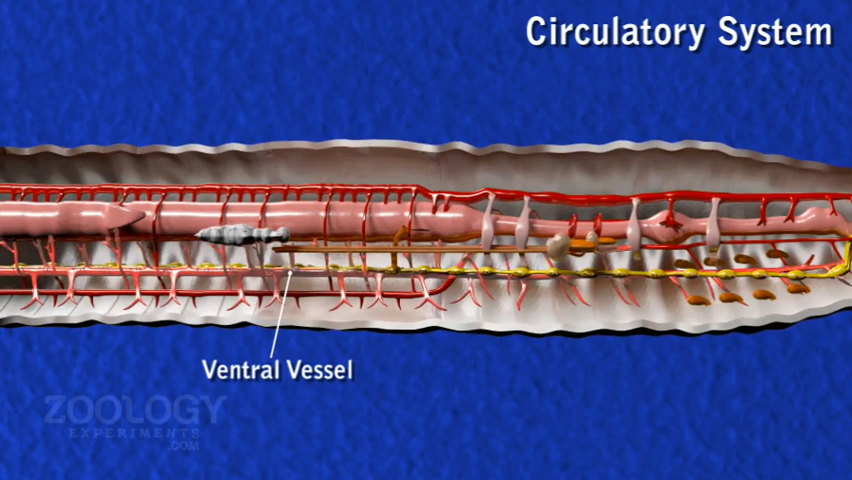 Circulatory System
Ventral Vessel
ZOOLOGY
EXPERIMENTS
.COM